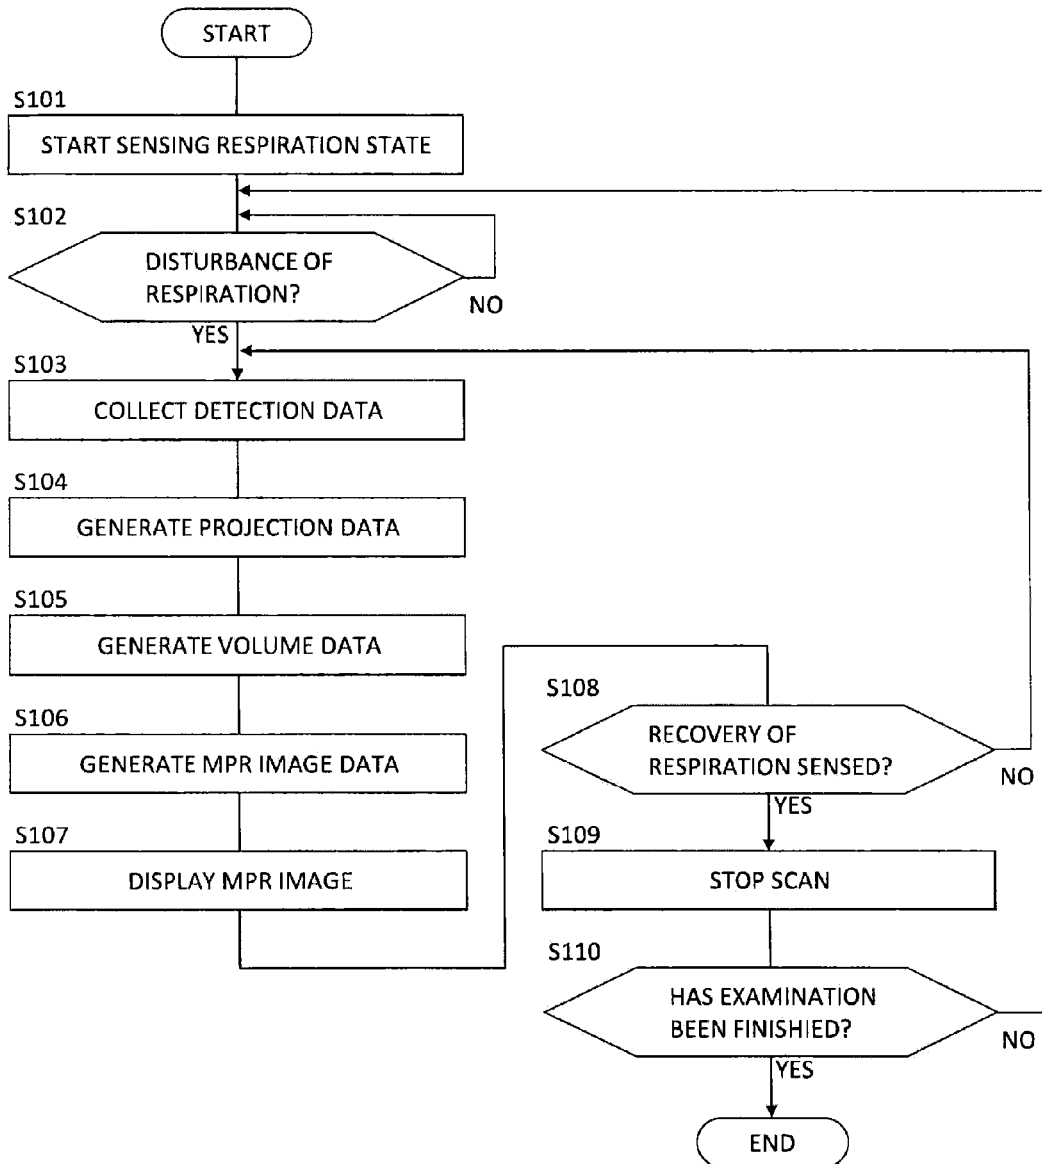 START
S101
START SENSING RESPIRATION STATE
S102
DISTURBANCE OF
RESPIRATION?
NO
YES
S103
COLLECT DETECTION DATA
S104
GENERATE PROJECTION DATA
S105
GENERATE VOLUME DATA
S106
GENERATE MPR IMAGE DATA
S107
DISPLAY MPR IMAGE
S108
RECOVERY OF
RESPIRATION SENSED?
NO
YES
S109
STOP SCAN
S110
HAS EXAMINATION
BEEN FINISHIED?
NO
YES
END